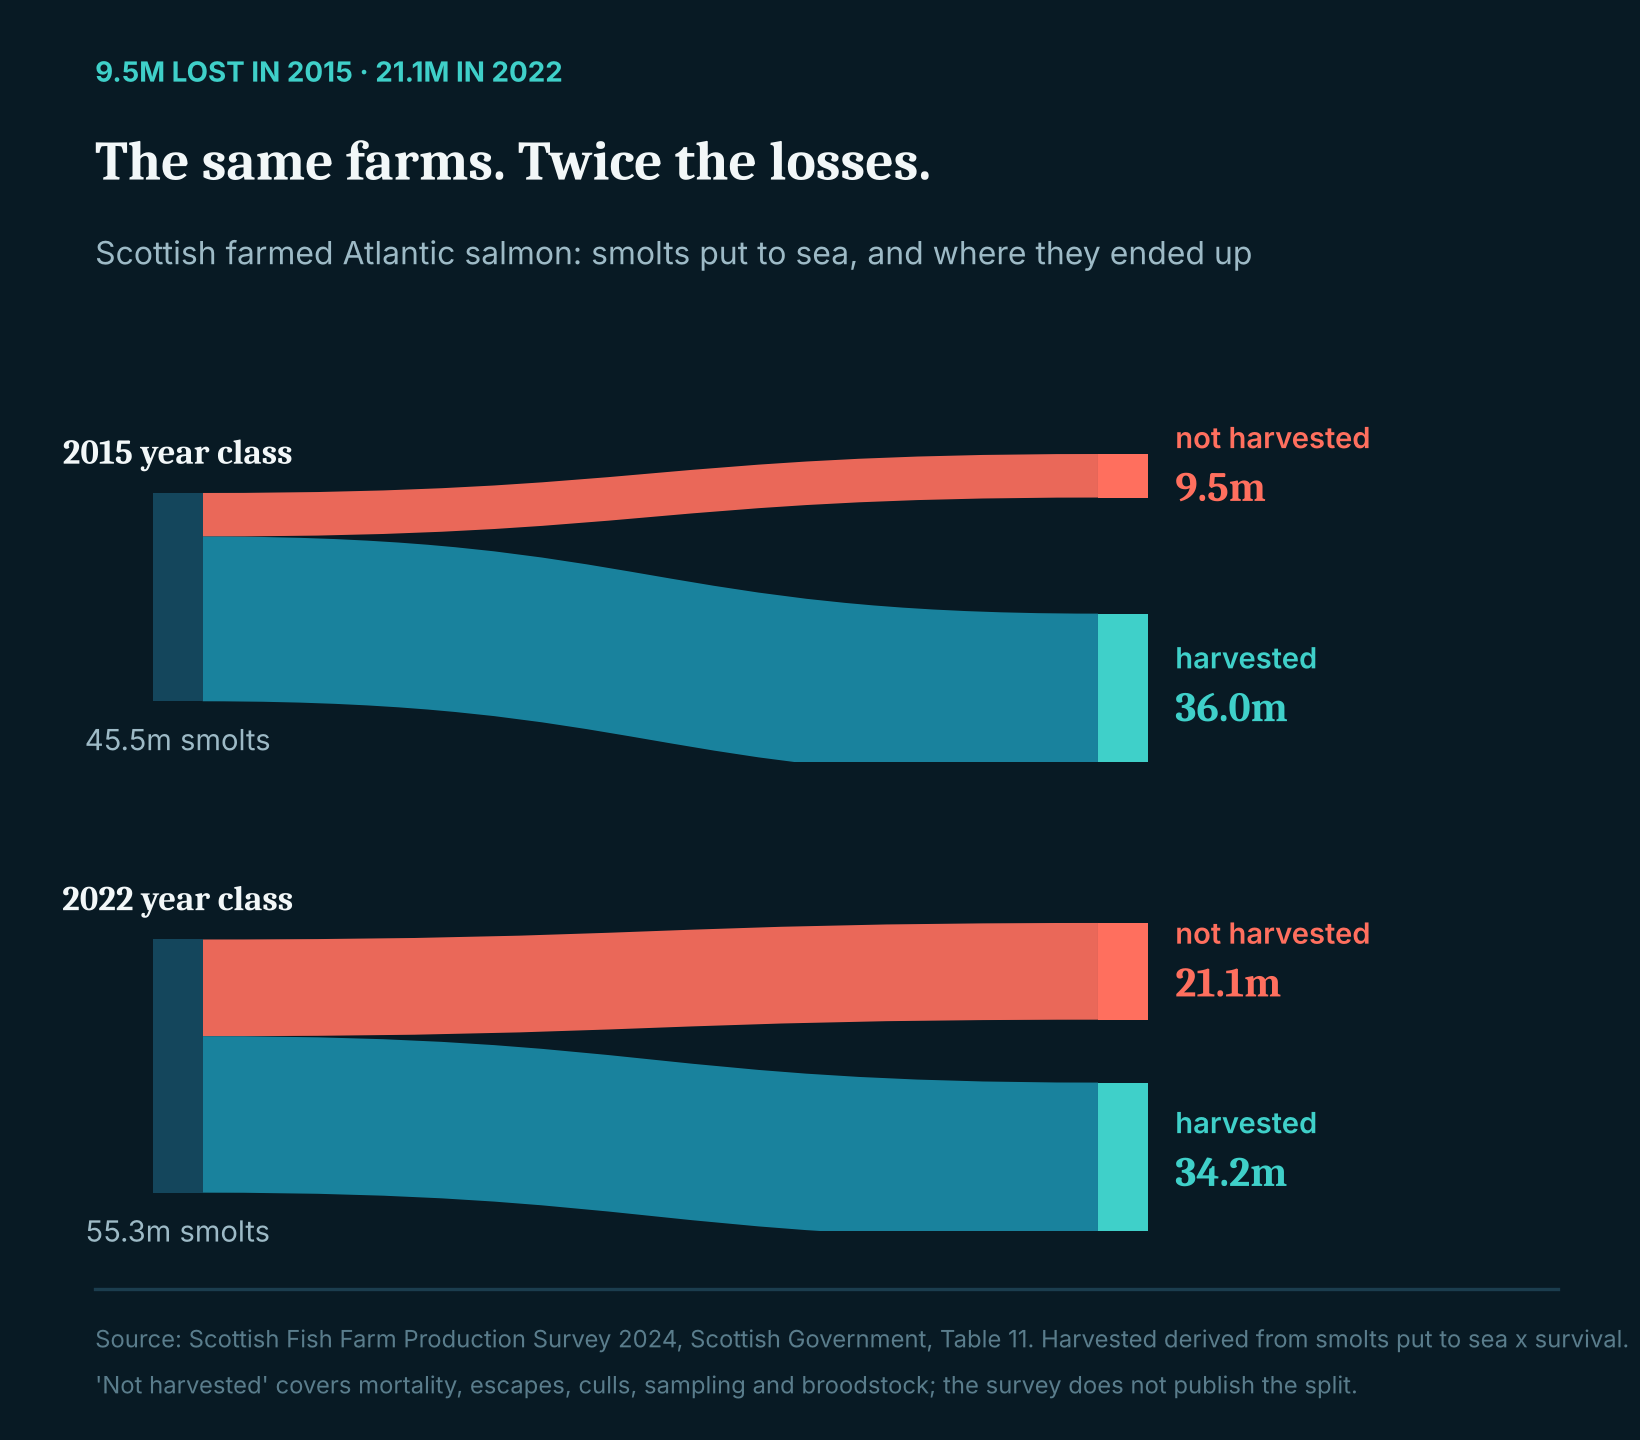 9.5M LOST IN 2015 · 21.1M IN 2022
The same farms. Twice the losses.
Scottish farmed Atlantic salmon: smolts put to sea, and where they ended up
2015 year class
not harvested
9.5m
harvested
36.0m
45.5m smolts
2022 year class
not harvested
21.1m
harvested
34.2m
55.3m smolts
Source: Scottish Fish Farm Production Survey 2024, Scottish Government, Table 11. Harvested derived from smolts put to sea x survival.
'Not harvested' covers mortality, escapes, culls, sampling and broodstock; the survey does not publish the split.